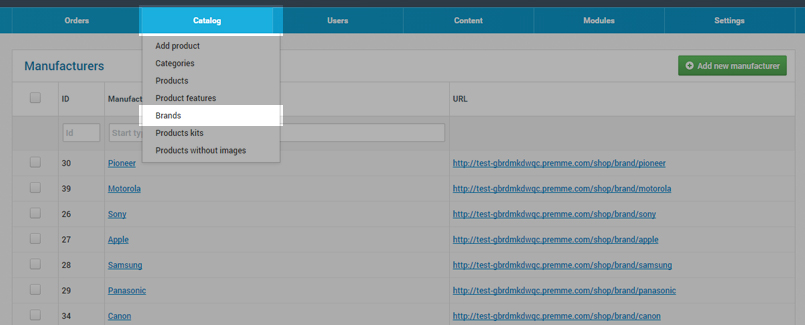 Orders Catalog Users Content Modules Settings
Add product
Categories
Products
Product features
Brands
Products kits
Products without images
Manufacturers Add new manufacturer
ID URL
Id Start
30 Pioneer http://test-gbrdmkdwqc.premme.com/shop/brand/pioneer
39 Motorola http://test-gbrdmkdwqc.premme.com/shop/brand/motorola
26 Sony http://test-gbrdmkdwqc.premme.com/shop/brand/sony
27 Apple http://test-gbrdmkdwqc.premme.com/shop/brand/apple
28 Samsung http://test-gbrdmkdwqc.premme.com/shop/brand/samsung
29 Panasonic http://test-gbrdmkdwqc.premme.com/shop/brand/panasonic
34 Canon http://test-gbrdmkdwqc.premme.com/shop/brand/canon